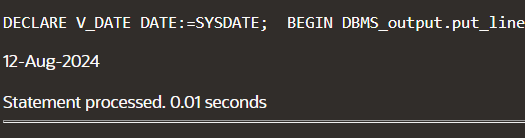 DECLARE V_DATE DATE:=SYSDATE;  BEGIN DBMS_output.put_line
12-Aug-2024
Statement processed. 0.01 seconds